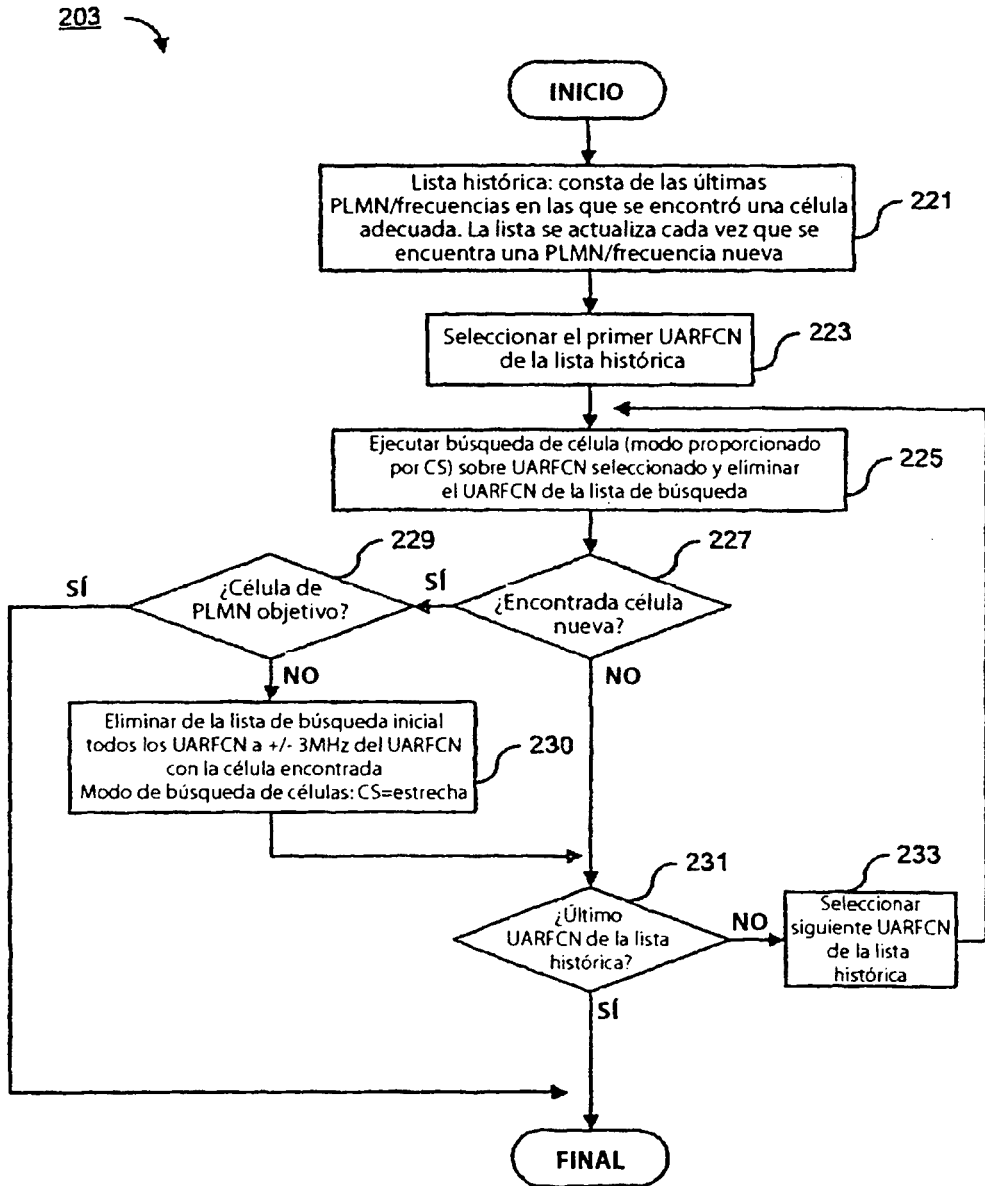 203
INICIO
Lista histórica: consta de las últimas
PLMN/frecuencias en las que se encontró una célula
adecuada. La lista se actualiza cada vez que se
encuentra una PLMN/frecuencia nueva
221
Seleccionar el primer UARFCN
de la lista histórica
223
Ejecutar búsqueda de célula (modo proporcionado
por CS) sobre UARFCN seleccionado y eliminar
el UARFCN de la lista de búsqueda
225
229
227
SÍ
¿Célula de
PLMN objetivo?
SÍ
¿Encontrada célula
nueva?
NO
NO
Eliminar de la lista de búsqueda inicial
todos los UARFCN a +/- 3MHz del UARFCN
con la célula encontrada
Modo de búsqueda de células: CS=estrecha
230
231
233
¿Último
UARFCN de la lista
histórica?
NO
Seleccionar
siguiente UARFCN
de la lista
histórica
SÍ
FINAL